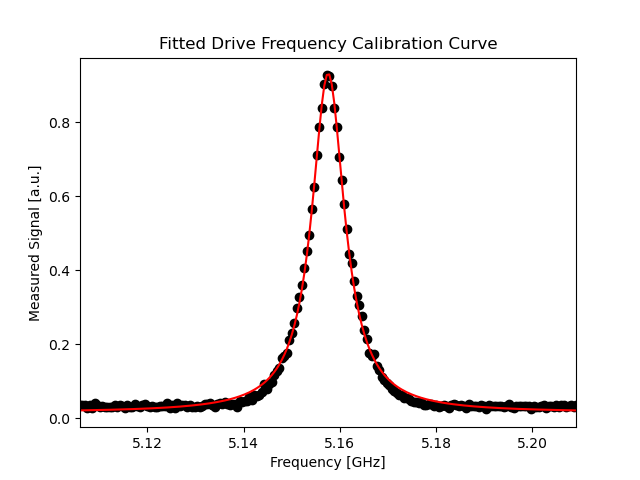 Fitted Drive Frequency Calibration Curve
Measured Signal [a.u.]
0.8
0.6
0.4
0.2
0.0
5.12 5.14 5.16 5.18 5.20
Frequency [GHz]